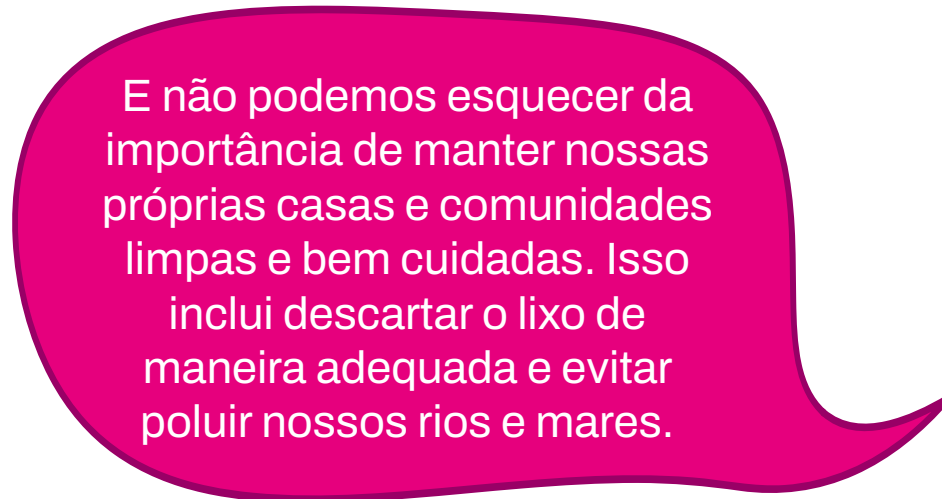 E não podemos esquecer da
importância de manter nossas
próprias casas e comunidades
limpas e bem cuidadas. Isso
inclui descartar o lixo de
maneira adequada e evitar
poluir nossos rios e mares.